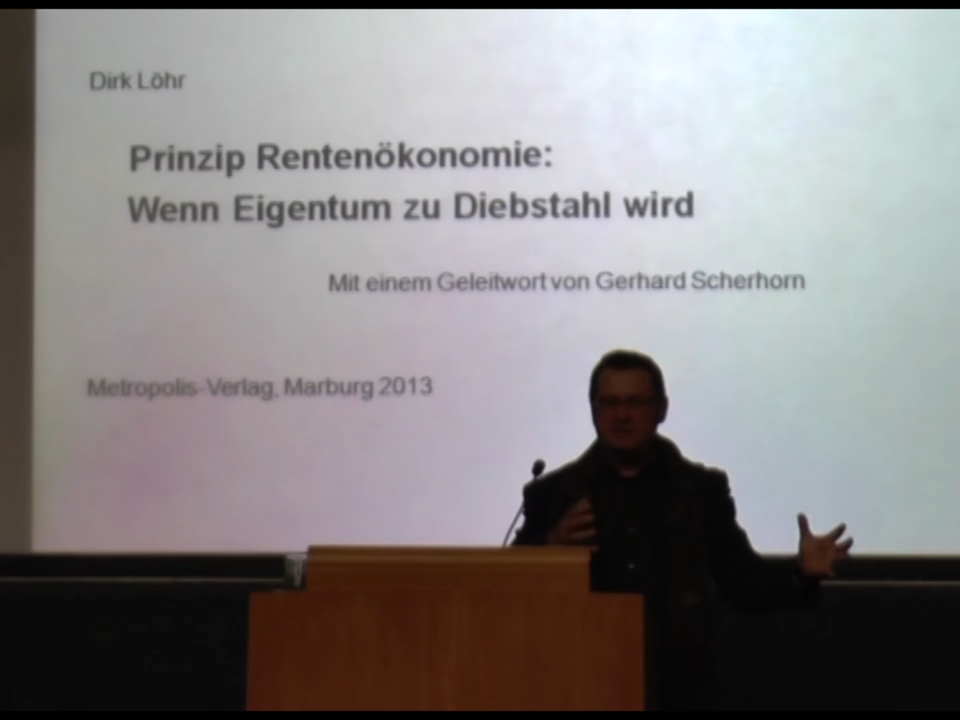 Dirk Löhr
Prinzip Rentenökonomie:
Wenn Eigentum zu Diebstahl wird
Mit einem Geleitwort von Gerhard Scherhorn
Metropolis-Verlag, Marburg 2013